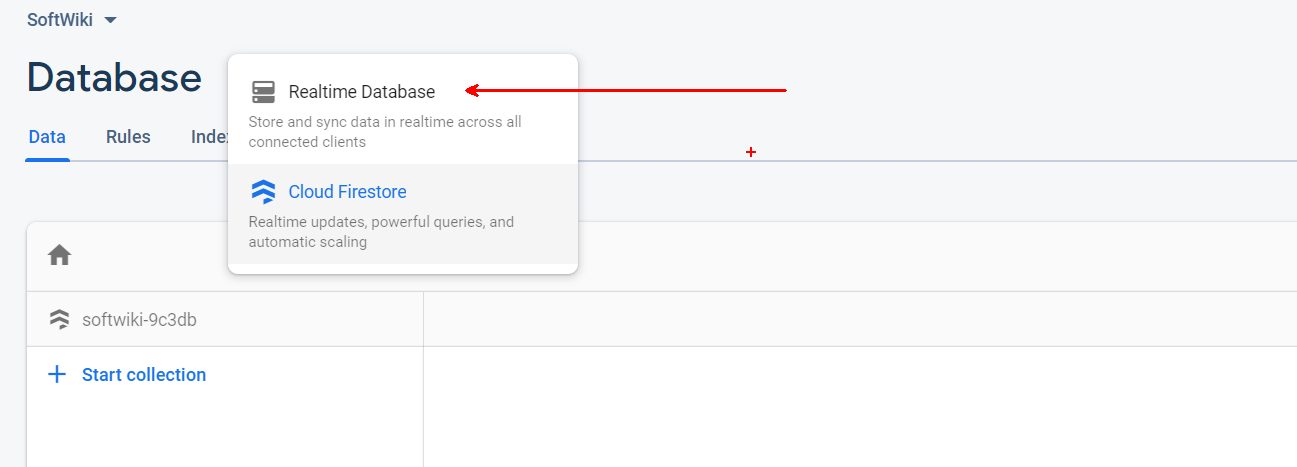 SoftWiki
Database
Realtime Database
Store and sync data in realtime across all
connected clients
Data Rules
Cloud Firestore
Realtime updates, powerful queries, and
automatic scaling
softwiki-9c3db
Start collection